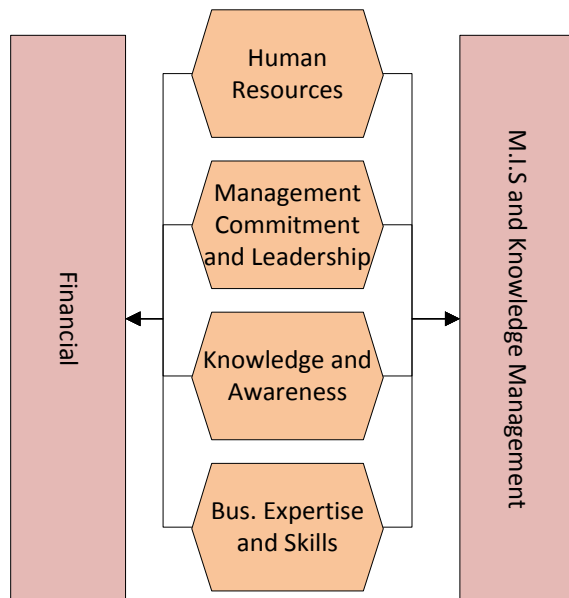 Financial
Human
Resources
Management
Commitment
and Leadership
Knowledge and
Awareness
Bus. Expertise
and Skills
M.I.S and Knowledge Management